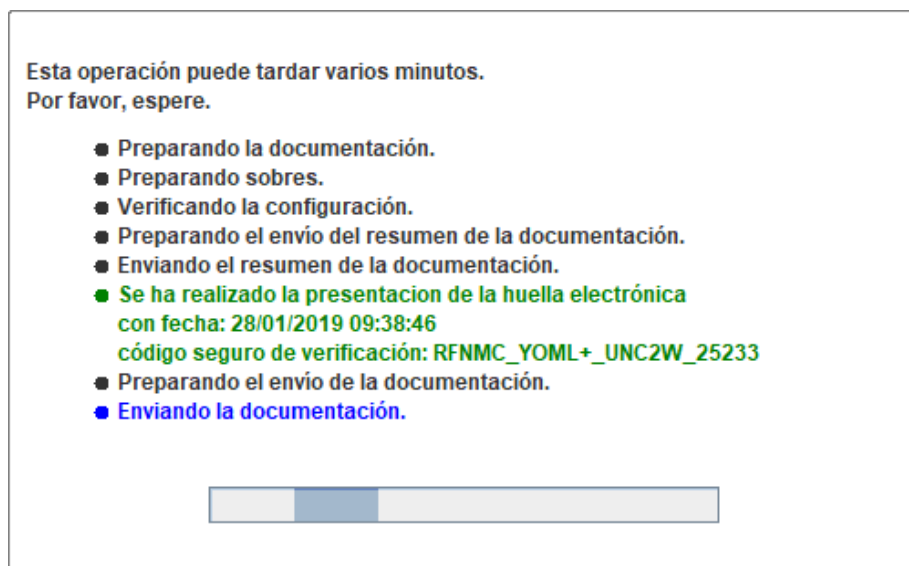 Esta operación puede tardar varios minutos.
Por favor, espere.
Preparando la documentación.
Preparando sobres.
Verificando la configuración.
Preparando el envío del resumen de la documentación.
Enviando el resumen de la documentación.
Se ha realizado la presentacion de la huella electrónica
con fecha: 28/01/2019 09:38:46
código seguro de verificación: RFNMC_YOML+_UNC2W_25233
Preparando el envío de la documentación.
Enviando la documentación.